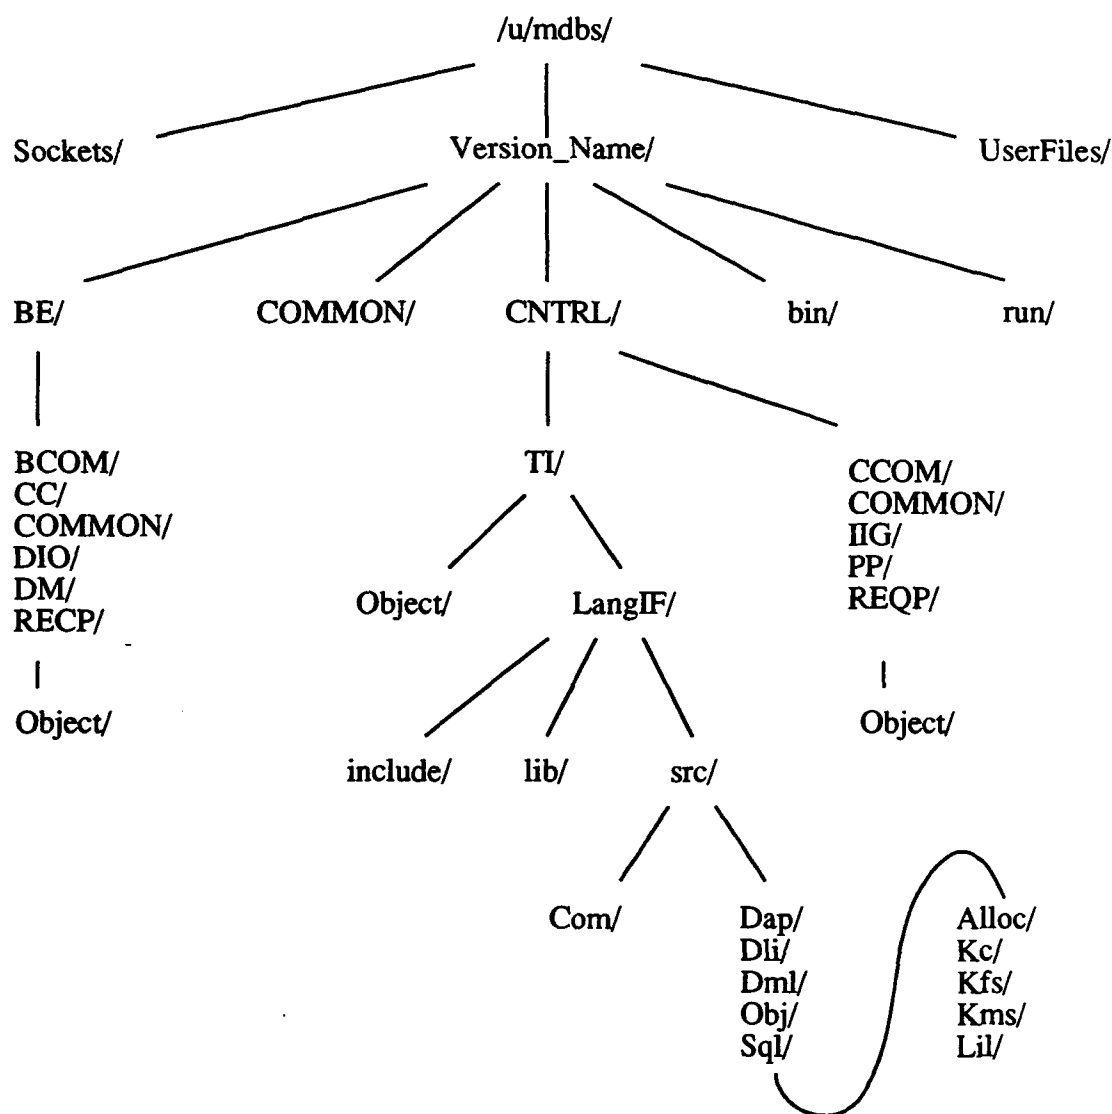 /u/mdbs/
Sockets/
Version_Name/
UserFiles/
BE/
COMMON/
CNTRL/
bin/
run/
BCOM/
CC/
COMMON/
DIO/
DM/
RECP/
Object/
TI/
Object/
LangIF/
include/
lib/
src/
Com/
Dap/
Dli/
Dml/
Obj/
Sql/
Alloc/
Kc/
Kfs/
Kms/
Lil/
CCOM/
COMMON/
IIG/
PP/
REQP/
Object/